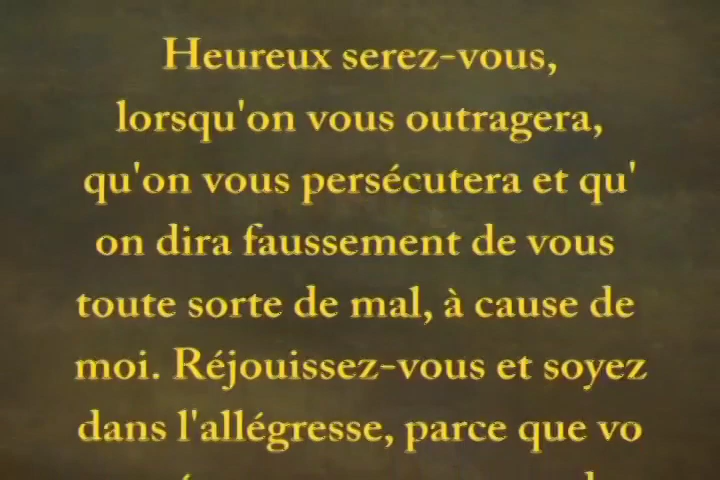 Heureux serez-vous,
lorsqu'on vous outragera,
qu'on vous persécutera et qu'
on dira faussement de vous
toute sorte de mal, à cause de
moi. Réjouissez-vous et soyez
dans l'allégresse, parce que vo